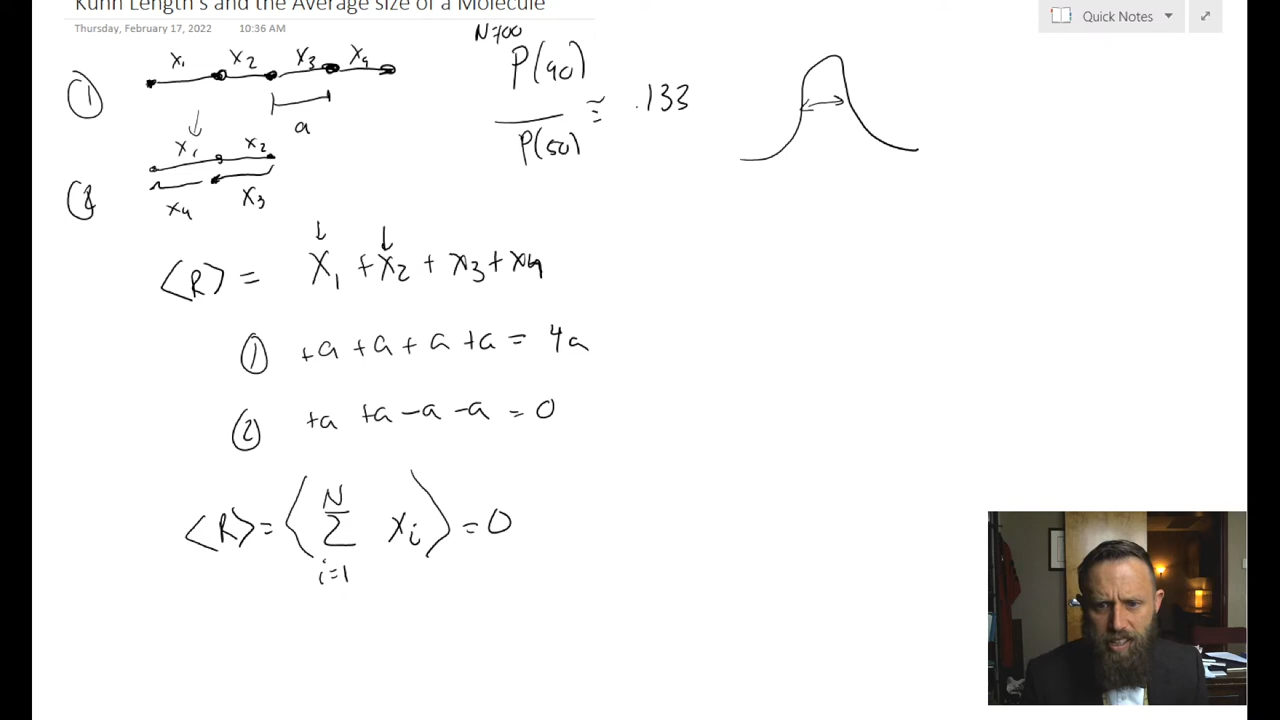 Kuhn Length's and the Average size of a Molecule
Thursday, February 17, 2022 10:36 AM
Quick Notes
N=100
① x₁ x₂ x₃ x₄
a
P(40)
P(50)
≈ .133
x₁ x₂
x₄ x₃
⟨R⟩ = x₁ + x₂ + x₃ + x₄
① +a +a + a +a = 4a
② +a +a -a -a = 0
⟨R⟩ = ⟨ N Σ i=1 xᵢ ⟩ = 0